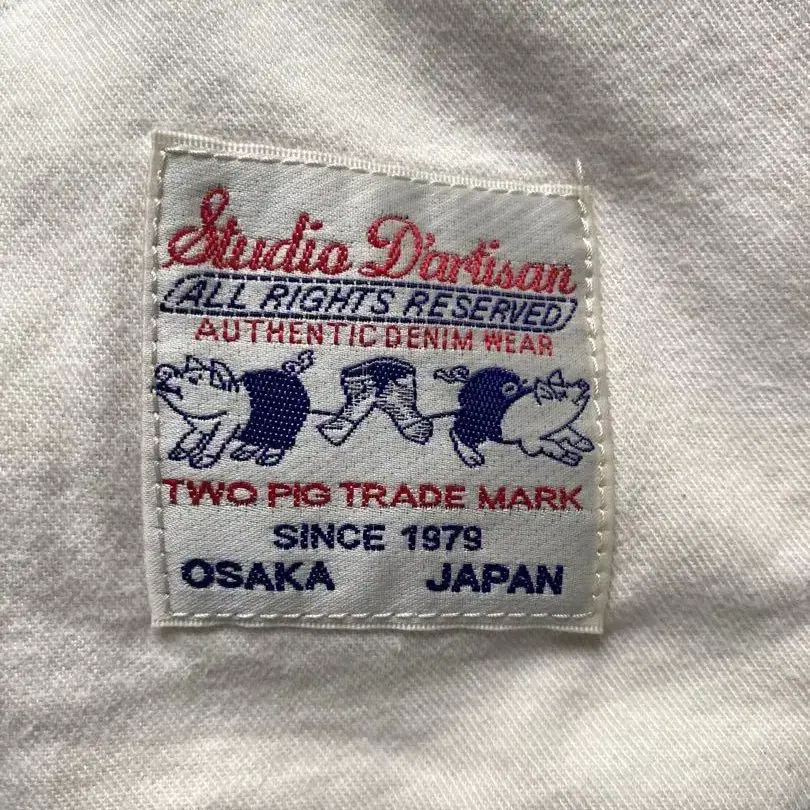 Studio D'artisan
ALL RIGHTS RESERVED
AUTHENTIC DENIM WEAR
TWO PIG TRADE MARK
SINCE 1979
OSAKA JAPAN